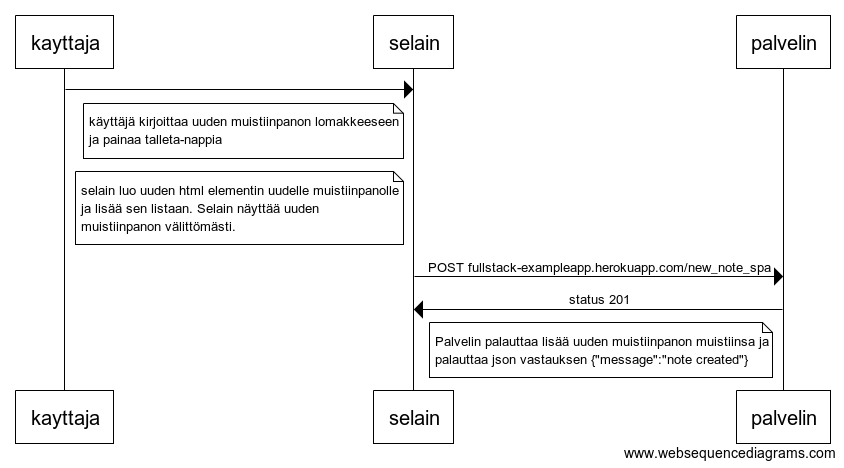 kayttaja
selain
palvelin
käyttäjä kirjoittaa uuden muistiinpanon lomakkeeseen
ja painaa talleta-nappia
selain luo uuden html elementin uudelle muistiinpanolle
ja lisää sen listaan. Selain näyttää uuden
muistiinpanon välittömästi.
POST fullstack-exampleapp.herokuapp.com/new_note_spa
status 201
Palvelin palauttaa lisää uuden muistiinpanon muistiinsa ja
palauttaa json vastauksen {"message":"note created"}
kayttaja
selain
palvelin
www.websequencediagrams.com